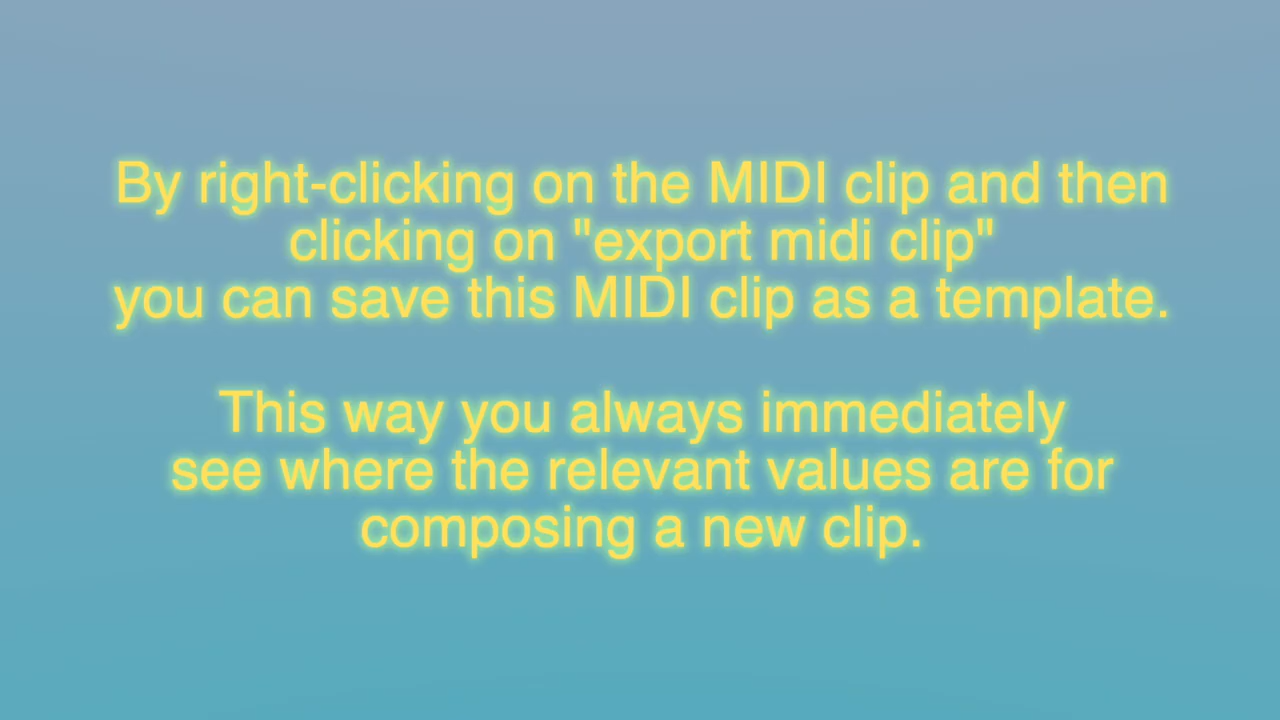 By right-clicking on the MIDI clip and then
clicking on "export midi clip"
you can save this MIDI clip as a template.
This way you always immediately
see where the relevant values are for
composing a new clip.